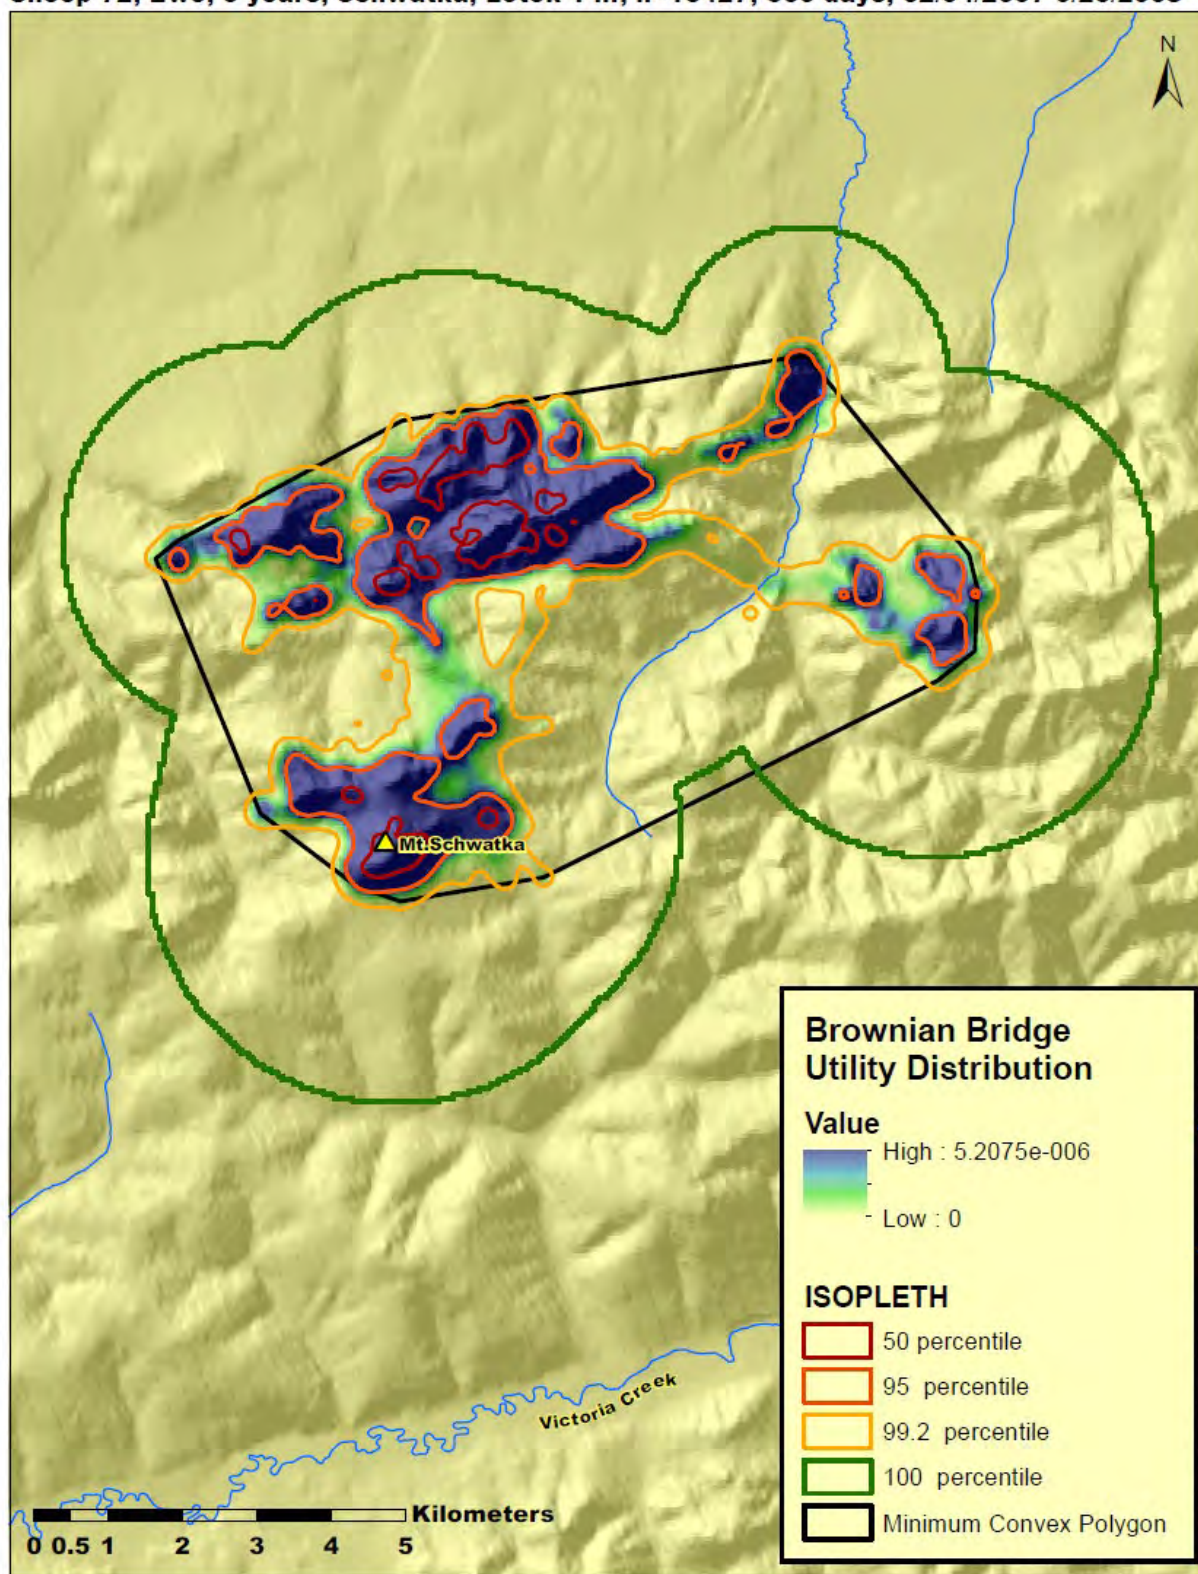 N
Mt.Schwatka
Brownian Bridge
Utility Distribution
Value
High : 5.2075e-006
Low : 0
ISOPLETH
50 percentile
95 percentile
99.2 percentile
100 percentile
Minimum Convex Polygon
Victoria Creek
Kilometers
0 0.5 1 2 3 4 5